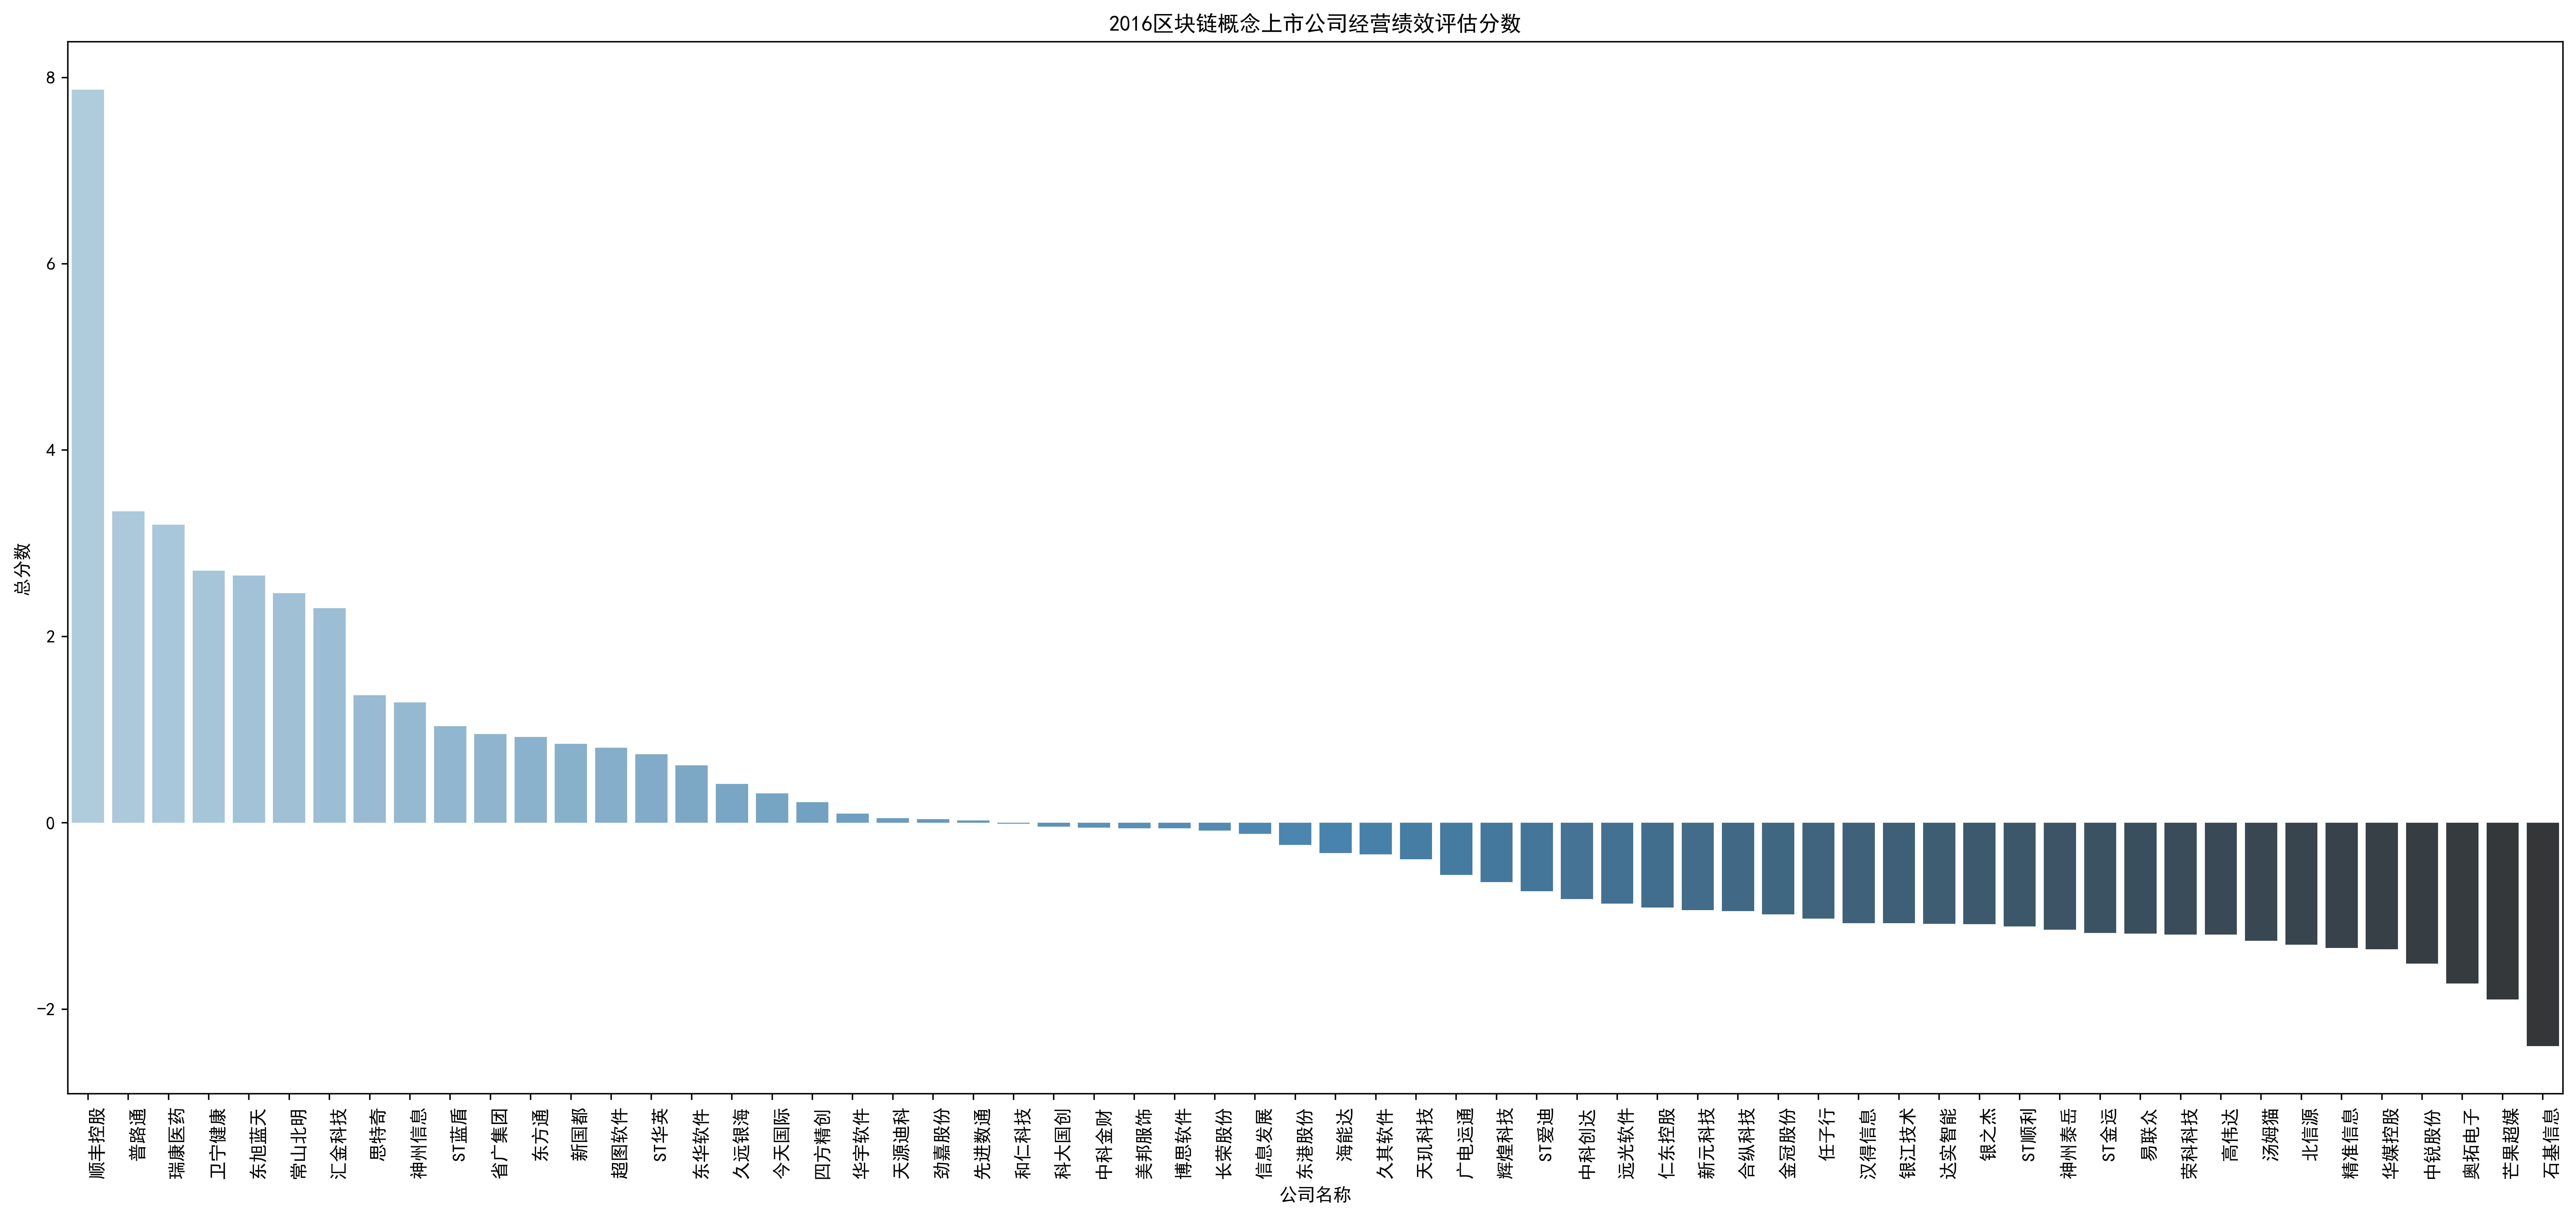 2016区块链概念上市公司经营绩效评估分数
总分数
8
6
4
2
0
−2
顺丰控股
普路通
瑞康医药
卫宁健康
东旭蓝天
常山北明
汇金科技
思特奇
神州信息
ST蓝盾
省广集团
东方通
新国都
超图软件
ST华英
东华软件
久远银海
今天国际
四方精创
华宇软件
天源迪科
劲嘉股份
先进数通
和仁科技
科大国创
中科金财
美邦服饰
博思软件
长荣股份
信息发展
东港股份
海能达
久其软件
天玑科技
广电运通
辉煌科技
ST爱迪
中科创达
远光软件
仁东控股
新元科技
合纵科技
金冠股份
任子行
汉得信息
银江技术
达实智能
银之杰
ST顺利
神州泰岳
ST金运
易联众
荣科科技
高伟达
汤姆猫
北信源
精准信息
华媒控股
中锐股份
奥拓电子
芒果超媒
石基信息
公司名称